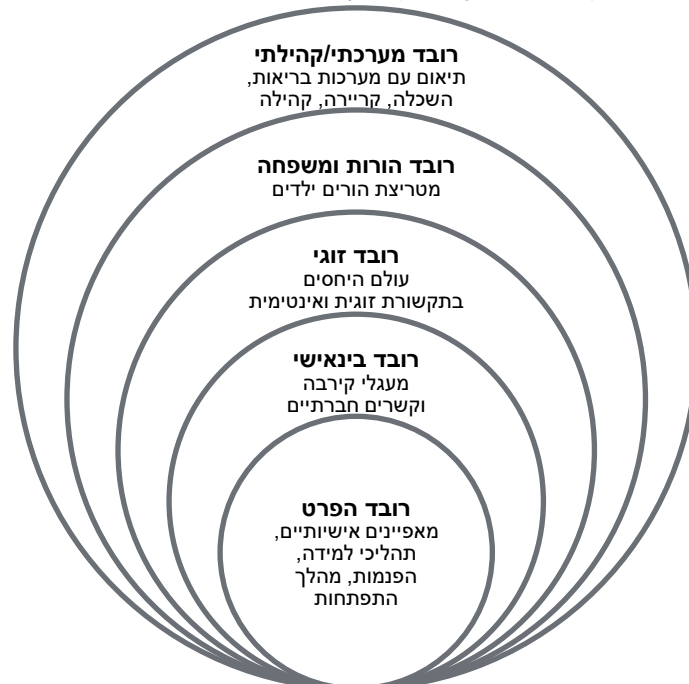 רובד מערכתי/קהילתי
תיאום עם מערכות בריאות,
השכלה, קריירה, קהילה
רובד הורות ומשפחה
מטריצת הורים ילדים
רובד זוגי
עולם היחסים
בתקשורת זוגית ואינטימית
רובד בינאישי
מעגלי קירבה
וקשרים חברתיים
רובד הפרט
מאפיינים אישיותיים,
תהליכי למידה,
הפנמות, מהלך
התפתחות